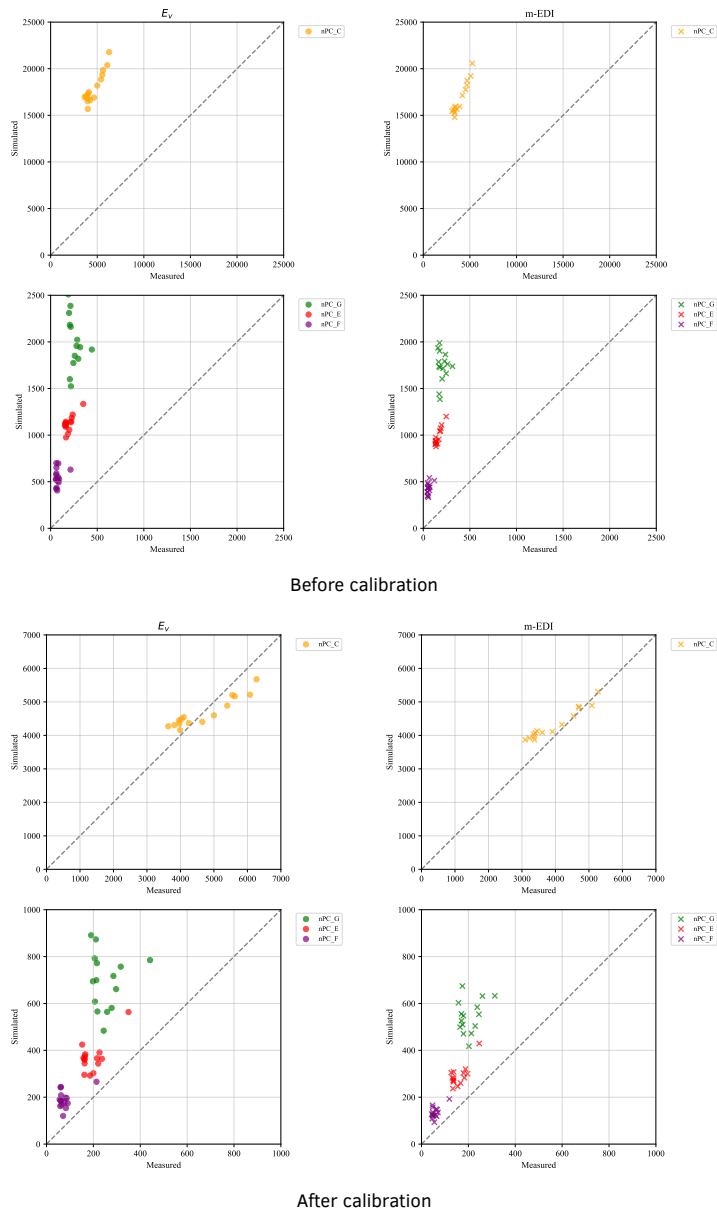 E_v
m-EDI
nPC_C
nPC_C
25000
20000
15000
10000
5000
0
Simulated
0 5000 10000 15000 20000 25000
Measured
25000
20000
15000
10000
5000
0
Simulated
0 5000 10000 15000 20000 25000
Measured
nPC_G
nPC_E
nPC_F
2500
2000
1500
1000
500
0
Simulated
0 500 1000 1500 2000 2500
Measured
nPC_G
nPC_E
nPC_F
2500
2000
1500
1000
500
0
Simulated
0 500 1000 1500 2000 2500
Measured
Before calibration
E_v
m-EDI
nPC_C
nPC_C
7000
6000
5000
4000
3000
2000
1000
0
Simulated
0 1000 2000 3000 4000 5000 6000 7000
Measured
7000
6000
5000
4000
3000
2000
1000
0
Simulated
0 1000 2000 3000 4000 5000 6000 7000
Measured
nPC_G
nPC_E
nPC_F
1000
800
600
400
200
0
Simulated
0 200 400 600 800 1000
Measured
nPC_G
nPC_E
nPC_F
1000
800
600
400
200
0
Simulated
0 200 400 600 800 1000
Measured
After calibration